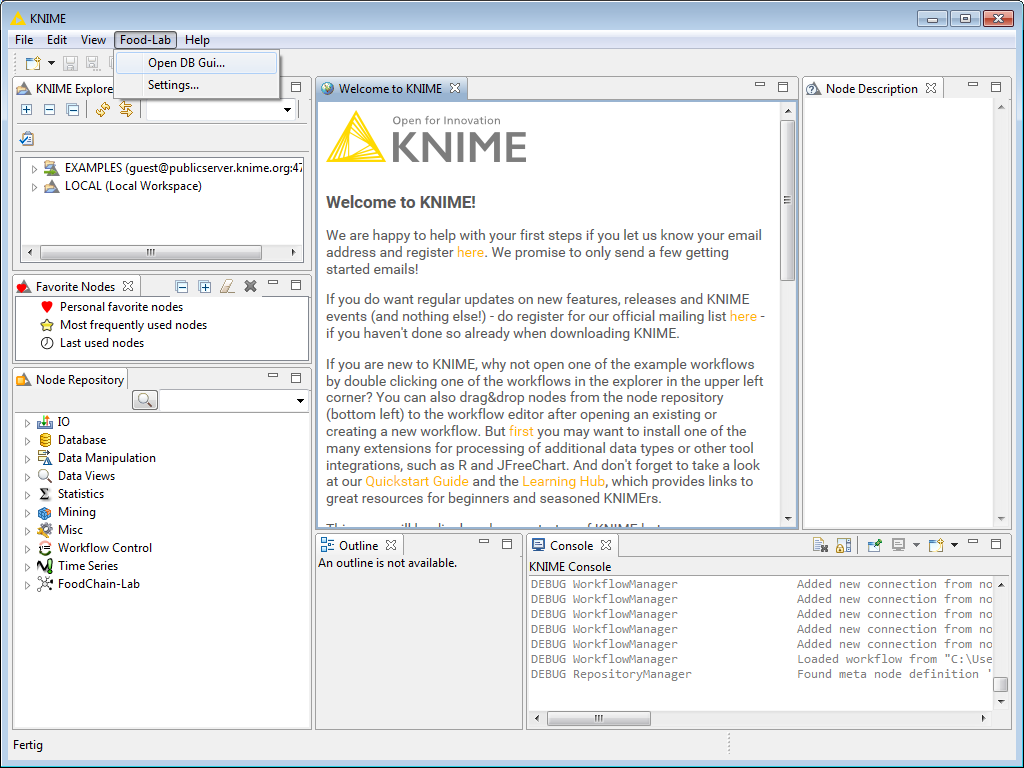 KNIME
File Edit View Food-Lab Help
Open DB Gui...
Settings...
KNIME Explore
EXAMPLES (guest@publicserver.knime.org:47
LOCAL (Local Workspace)
Favorite Nodes
Personal favorite nodes
Most frequently used nodes
Last used nodes
Node Repository
IO
Database
Data Manipulation
Data Views
Statistics
Mining
Misc
Workflow Control
Time Series
FoodChain-Lab
Welcome to KNIME
Open for Innovation
KNIME
Welcome to KNIME!
We are happy to help with your first steps if you let us know your email
address and register here. We promise to only send a few getting
started emails!
If you do want regular updates on new features, releases and KNIME
events (and nothing else!) - do register for our official mailing list here -
if you haven't done so already when downloading KNIME.
If you are new to KNIME, why not open one of the example workflows
by double clicking one of the workflows in the explorer in the upper left
corner? You can also drag&drop nodes from the node repository
(bottom left) to the workflow editor after opening an existing or
creating a new workflow. But first you may want to install one of the
many extensions for processing of additional data types or other tool
integrations, such as R and JFreeChart. And don't forget to take a look
at our Quickstart Guide and the Learning Hub, which provides links to
great resources for beginners and seasoned KNIMErs.
Node Description
Outline
An outline is not available.
Console
KNIME Console
DEBUG WorkflowManager Added new connection from no
DEBUG WorkflowManager Added new connection from no
DEBUG WorkflowManager Added new connection from no
DEBUG WorkflowManager Added new connection from no
DEBUG WorkflowManager Added new connection from no
DEBUG WorkflowManager Loaded workflow from "C:\Use
DEBUG RepositoryManager Found meta node definition '
Fertig